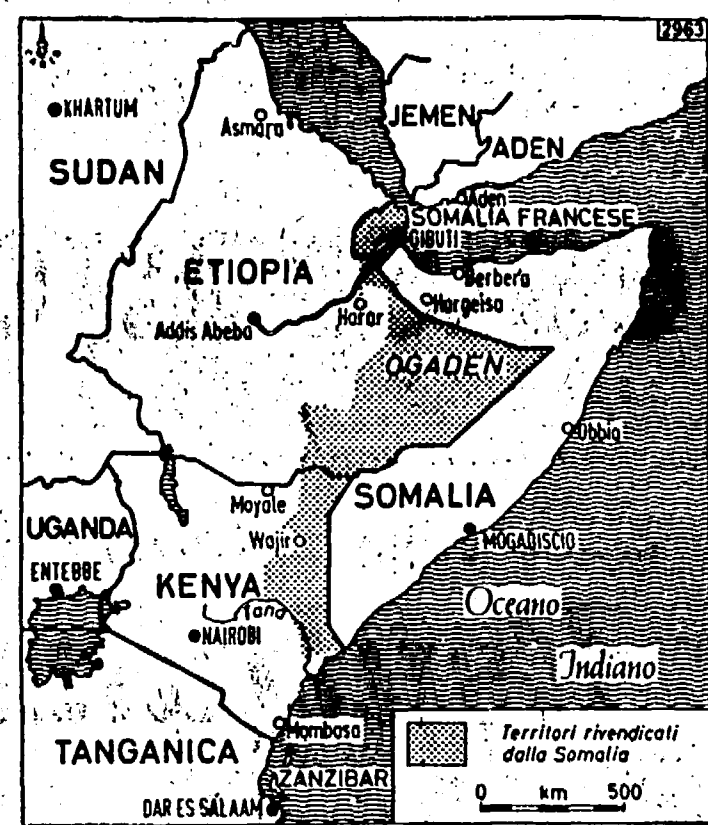 2963
KHARTUM
Asmara
JEMEN
ADEN
SUDAN
Aden
SOMALIA FRANCESE
GIBUTI
ETIOPIA
Berbera
Harar
Hargeisa
Addis Abeba
OGADEN
Obbia
Moyale
SOMALIA
UGANDA
Wajir
MOGADISCIO
ENTEBBE
KENYA
Tana
Oceano
NAIROBI
Indiano
Mombasa
Territori rivendicati
dalla Somalia
TANGANICA
ZANZIBAR
0 km 500
DAR ES SALAAM